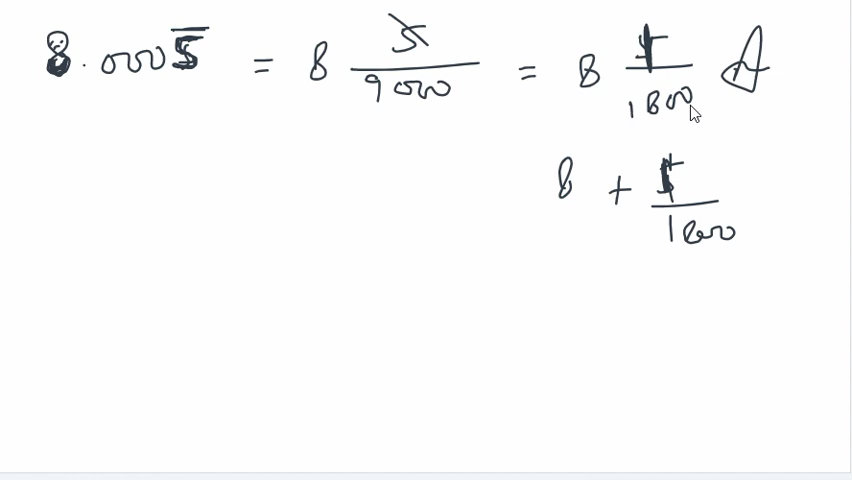 8.0005̅ = 8 5/9000 = 8 1/1800 A
8 + 1/1800